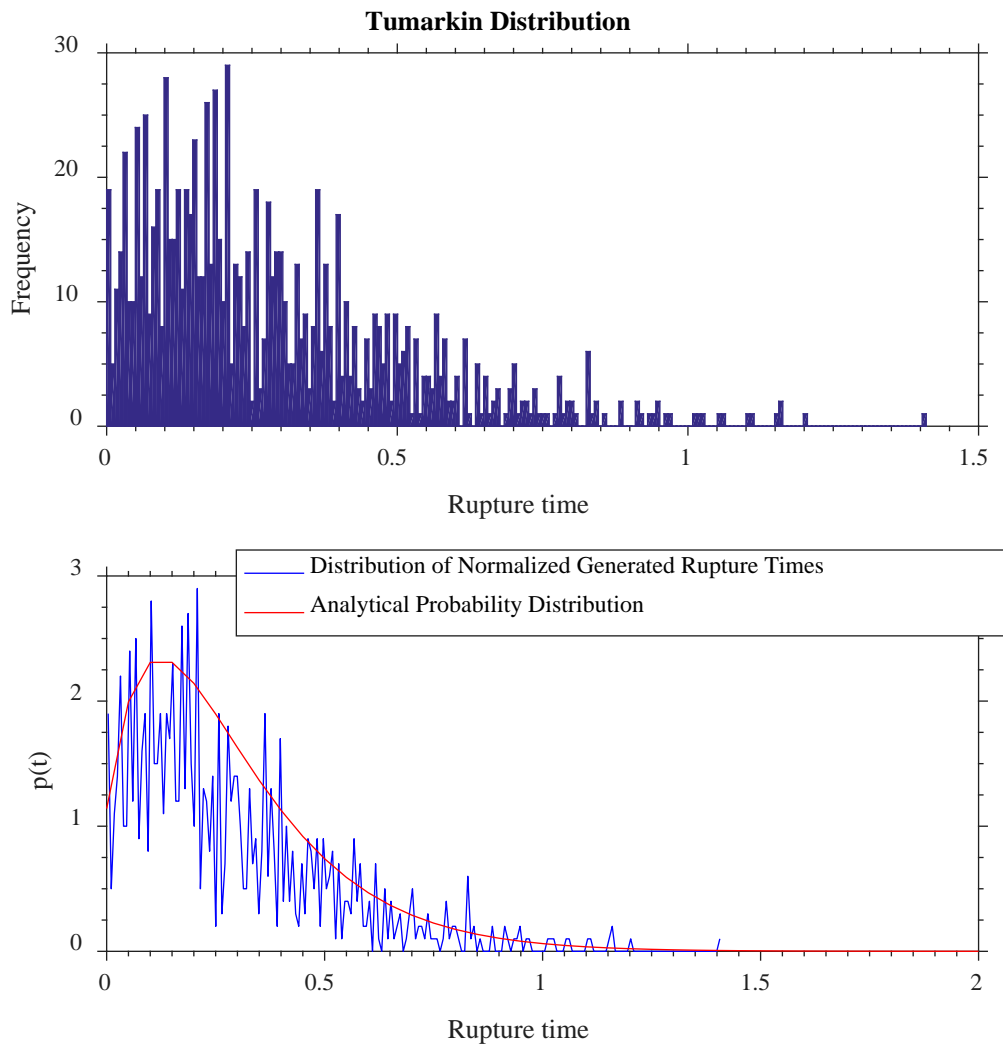 Tumarkin Distribution
30
20
10
0
Frequency
0
0.5
1
1.5
Rupture time
Distribution of Normalized Generated Rupture Times
Analytical Probability Distribution
3
2
1
0
p(t)
0
0.5
1
1.5
2
Rupture time